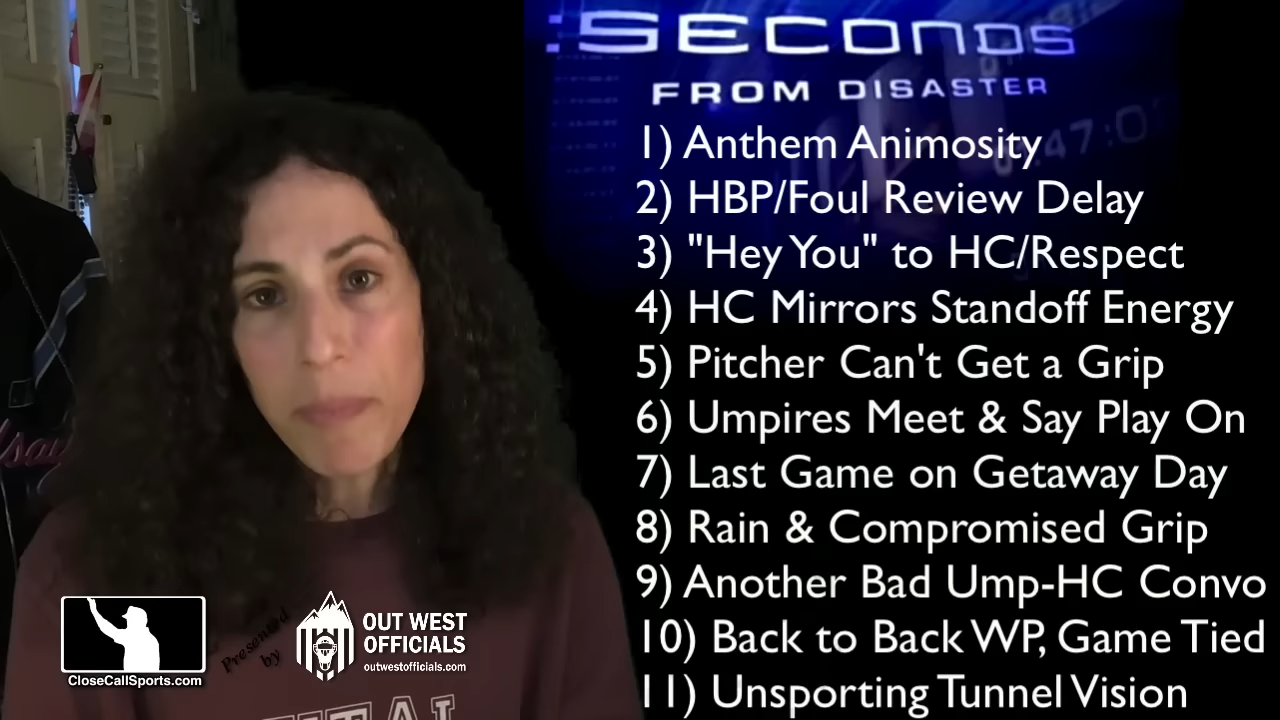 :SECONDS
FROM DISASTER
1) Anthem Animosity
2) HBP/Foul Review Delay
3) "Hey You" to HC/Respect
4) HC Mirrors Standoff Energy
5) Pitcher Can't Get a Grip
6) Umpires Meet & Say Play On
7) Last Game on Getaway Day
8) Rain & Compromised Grip
9) Another Bad Ump-HC Convo
10) Back to Back WP, Game Tied
11) Unsporting Tunnel Vision
CloseCallSports.com
Presented
by
OUT WEST
OFFICIALS
outwestofficials.com